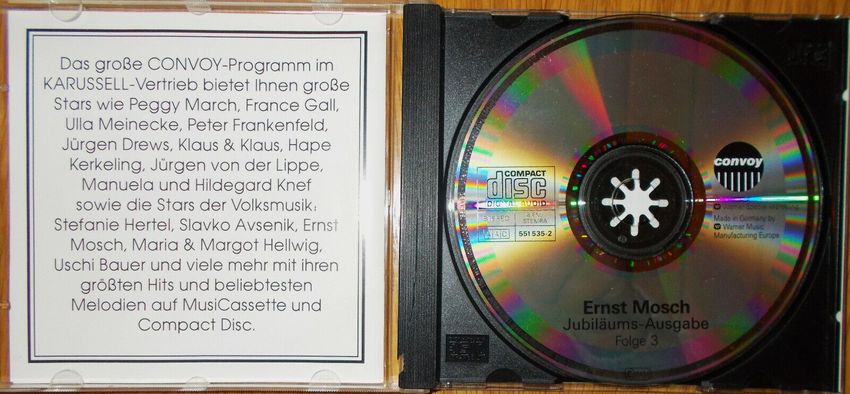 Das große CONVOY-Programm im
KARUSSELL-Vertrieb bietet Ihnen große
Stars wie Peggy March, France Gall,
Ulla Meinecke, Peter Frankenfeld,
Jürgen Drews, Klaus & Klaus, Hape
Kerkeling, Jürgen von der Lippe,
Manuela und Hildegard Knef
sowie die Stars der Volksmusik:
Stefanie Hertel, Slavko Avsenik, Ernst
Mosch, Maria & Margot Hellwig,
Uschi Bauer und viele mehr mit ihren
größten Hits und beliebtesten
Melodien auf MusiCassette und
Compact Disc.
COMPACT
disc
DIGITAL AUDIO
STEREO
STEMRA
AAD
551 535-2
convoy
Made in Germany by
Warner Music
Manufacturing Europe
Ernst Mosch
Jubiläums-Ausgabe
Folge 3